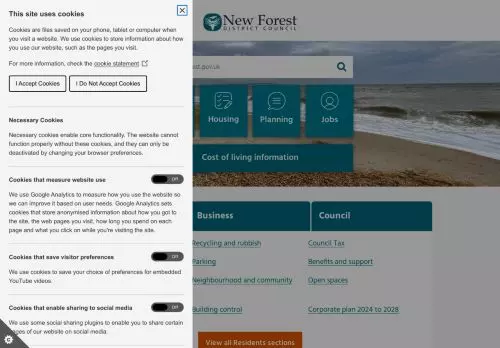 This site uses cookies
Cookies are files saved on your phone, tablet or computer
when you visit a website. We use cookies to store
information about how you use our website, such as the
pages you visit.
For more information, check the cookie statement
I Accept Cookies
I Do Not Accept Cookies
Necessary Cookies
Necessary cookies enable core functionality. The website cannot
function properly without these cookies, and they can only be
deactivated by changing your browser preferences.
Cookies that measure website use
Off
We use Google Analytics to measure how you use the website so
we can improve it based on user needs. Google Analytics sets
cookies that store anonymised information about how you got to
the site, the web pages you visit, how long you spend on each
page and what you click on while you're visiting the site.
Cookies that save visitor preferences
Off
We use cookies to save your choice of preferences for embedded
YouTube videos.
Cookies that enable sharing to social media
Off
We use some social sharing plugins to enable you to share certain
pages of our website on social media.
New Forest
DISTRICT COUNCIL
st.gov.uk
Housing
Planning
Jobs
Cost of living information
Business
Council
Recycling and rubbish
Council Tax
Parking
Benefits and support
Neighbourhood and community
Open spaces
Building control
Corporate plan 2024 to 2028
View all Residents sections